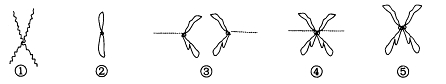 ① ② ③ ④ ⑤